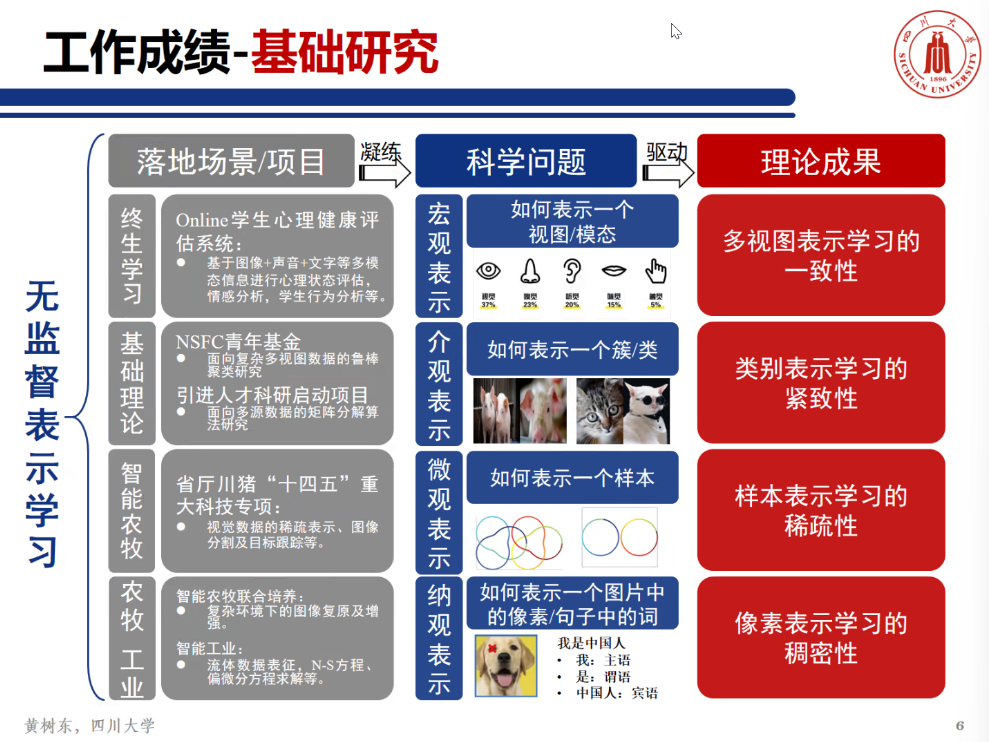 工作成绩-基础研究
四川大学
1896
SICHUAN UNIVERSITY
无监督表示学习
落地场景/项目
凝练
科学问题
驱动
理论成果
终生学习
Online学生心理健康评
估系统：
● 基于图像+声音+文字等多模
态信息进行心理状态评估，
情感分析，学生行为分析等。
宏观表示
如何表示一个
视图/模态
视觉 嗅觉 听觉 味觉 触觉
37% 23% 20% 15% 5%
多视图表示学习的
一致性
基础理论
NSFC青年基金
● 面向复杂多视图数据的鲁棒
聚类研究
引进人才科研启动项目
● 面向多源数据的矩阵分解算
法研究
介观表示
如何表示一个簇/类
类别表示学习的
紧致性
智能农牧
省厅川猪“十四五”重
大科技专项：
● 视觉数据的稀疏表示、图像
分割及目标跟踪等。
微观表示
如何表示一个样本
样本表示学习的
稀疏性
农牧 工业
智能农牧联合培养：
● 复杂环境下的图像复原及增
强。
智能工业：
● 流体数据表征，N-S方程、
偏微分方程求解等。
纳观表示
如何表示一个图片中
的像素/句子中的词
我是中国人
• 我：主语
• 是：谓语
• 中国人：宾语
像素表示学习的
稠密性
黄树东，四川大学
6